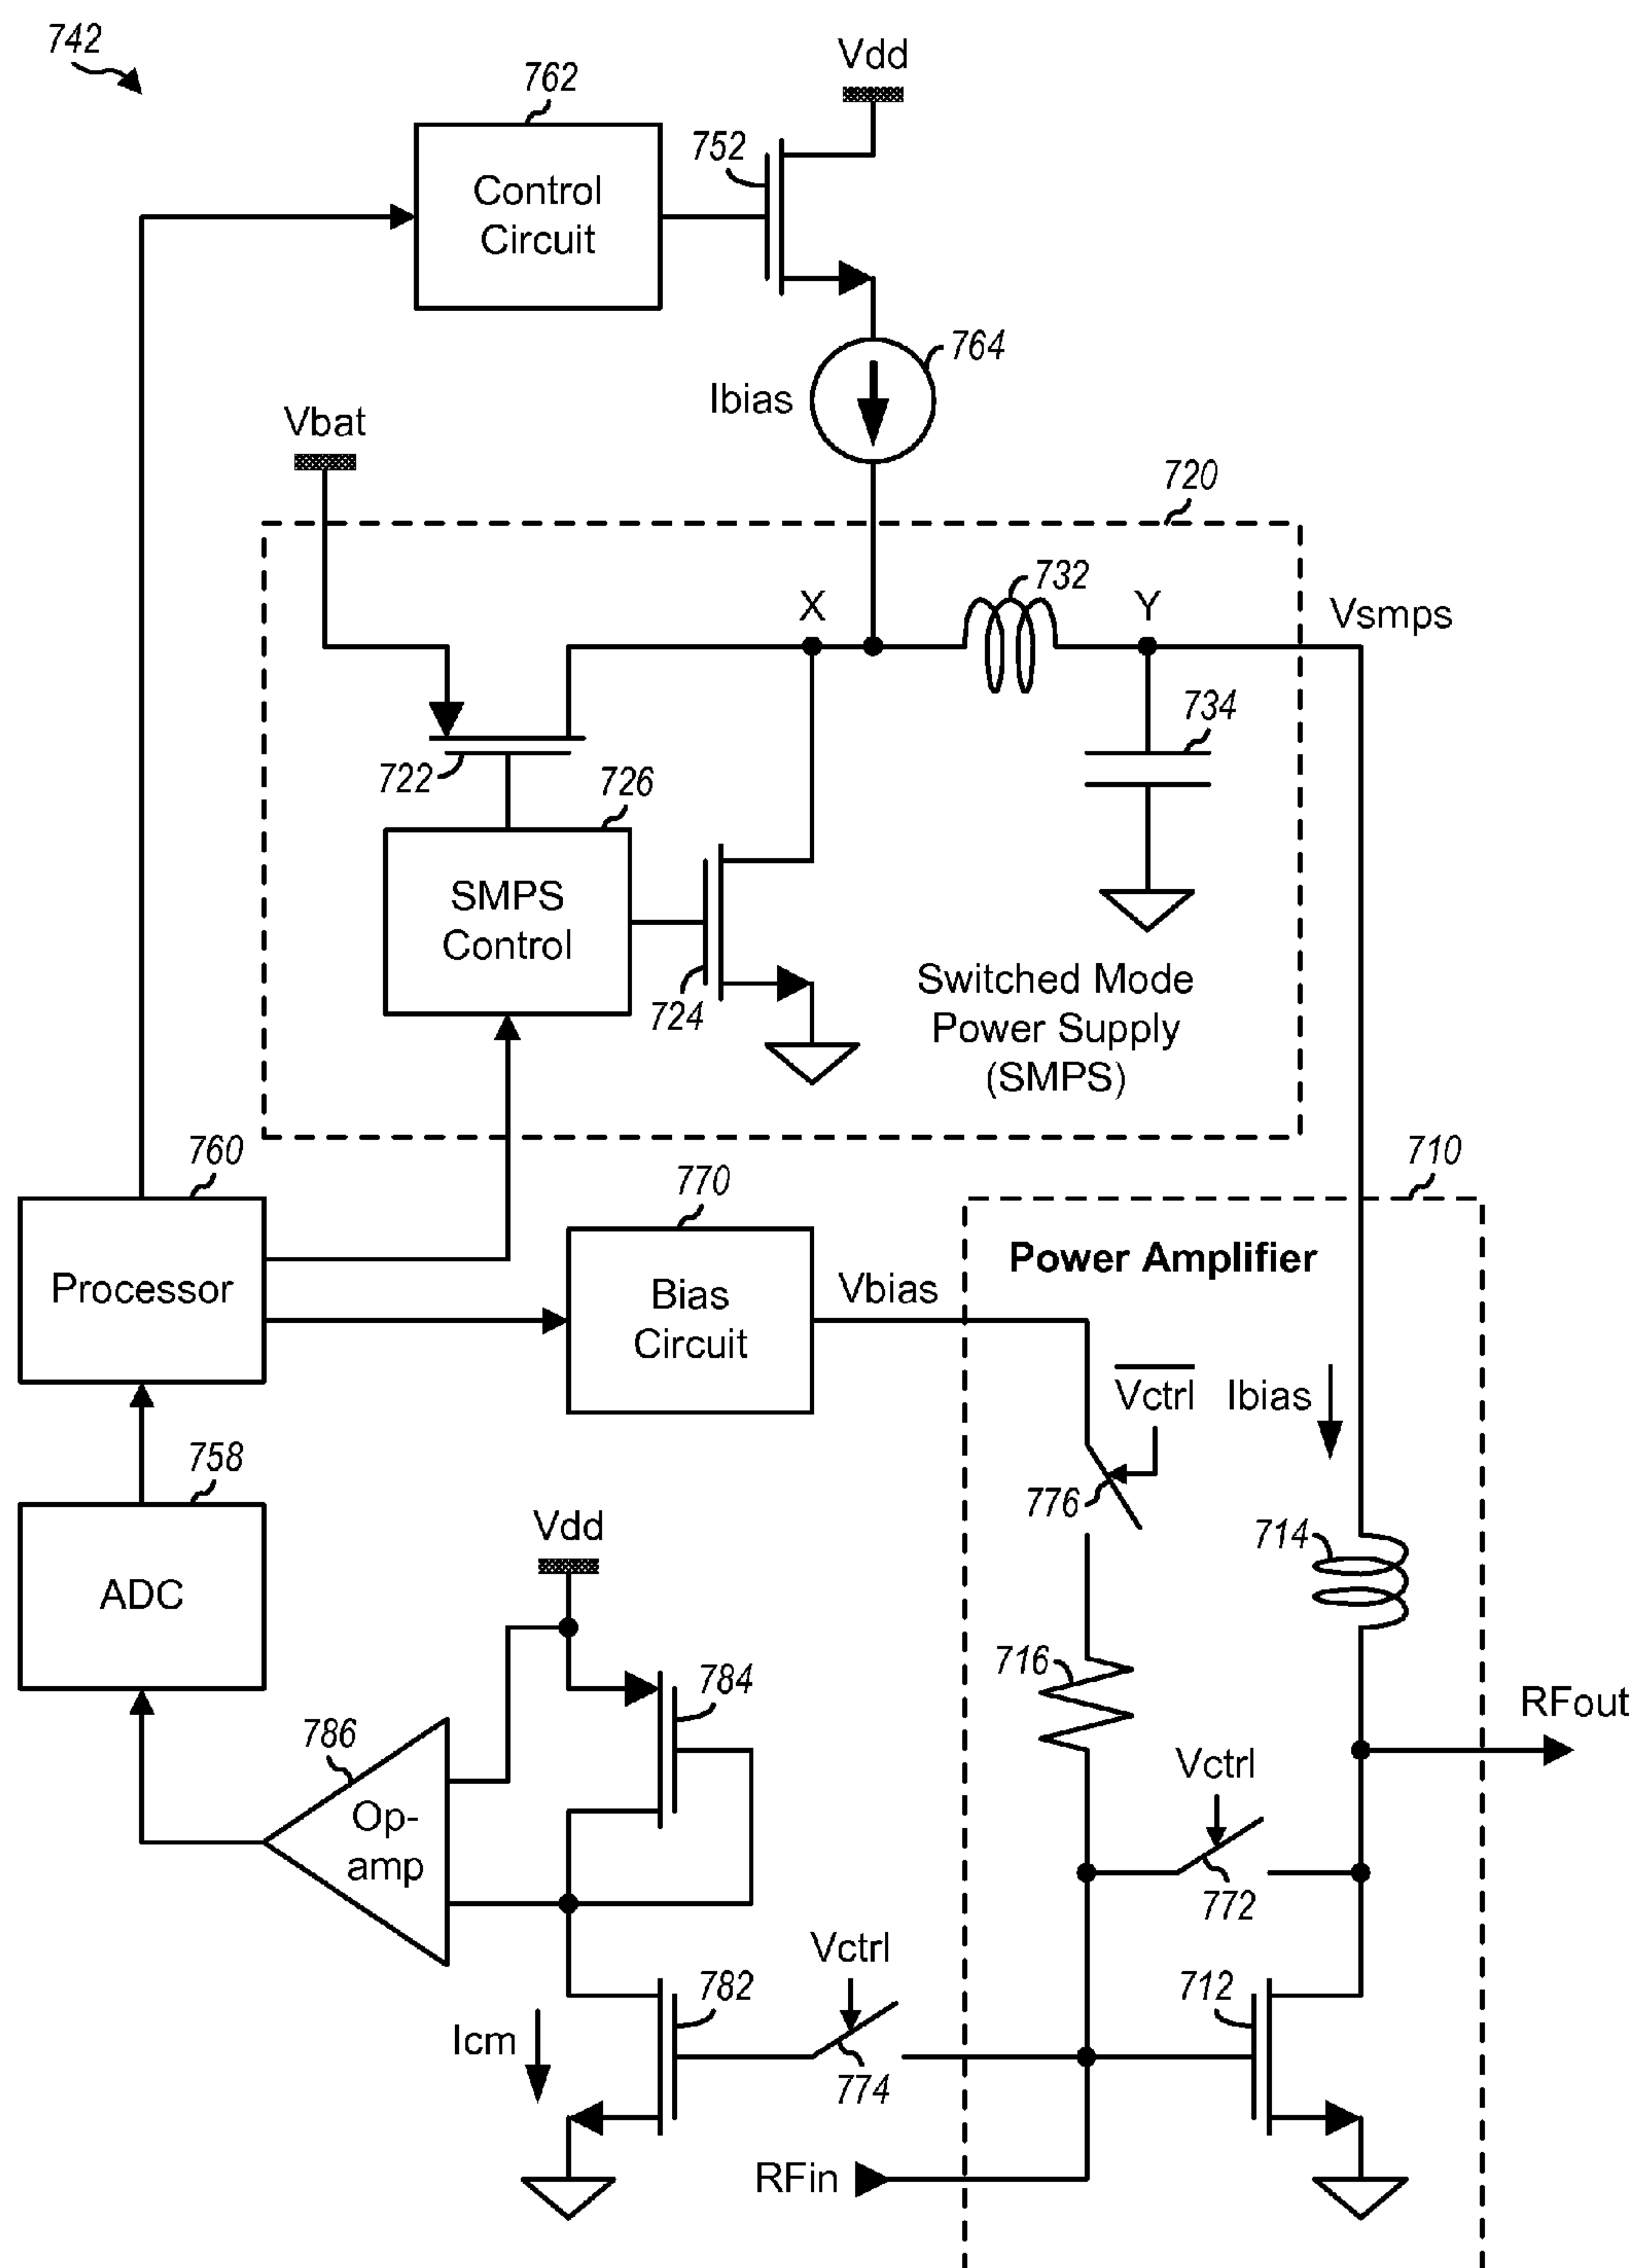 742
762
Vdd
752
Control
Circuit
764
Ibias
Vbat
720
732
X
Y
Vsmps
734
722
726
SMPS
Control
724
Switched Mode
Power Supply
(SMPS)
760
770
710
Processor
Bias
Circuit
Vbias
Power Amplifier
Vctrl
Ibias
758
776
Vdd
714
ADC
716
784
RFout
786
Vctrl
Op-
amp
772
Vctrl
782
712
Icm
774
RFin